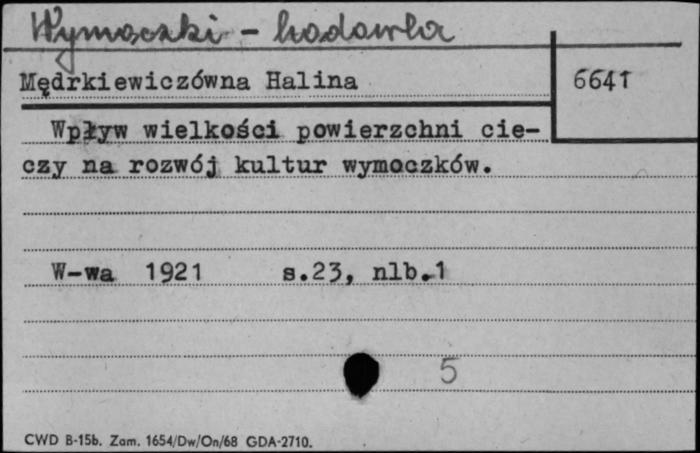 Wymoczki - hodowla
Mędrkiewiczówna Halina
6641
Wpływ wielkości powierzchni cie-
czy na rozwój kultur wymoczków.
W-wa 1921 s.23, nlb.1
5
CWD B-15b. Zam. 1654/Dw/On/68 GDA-2710.